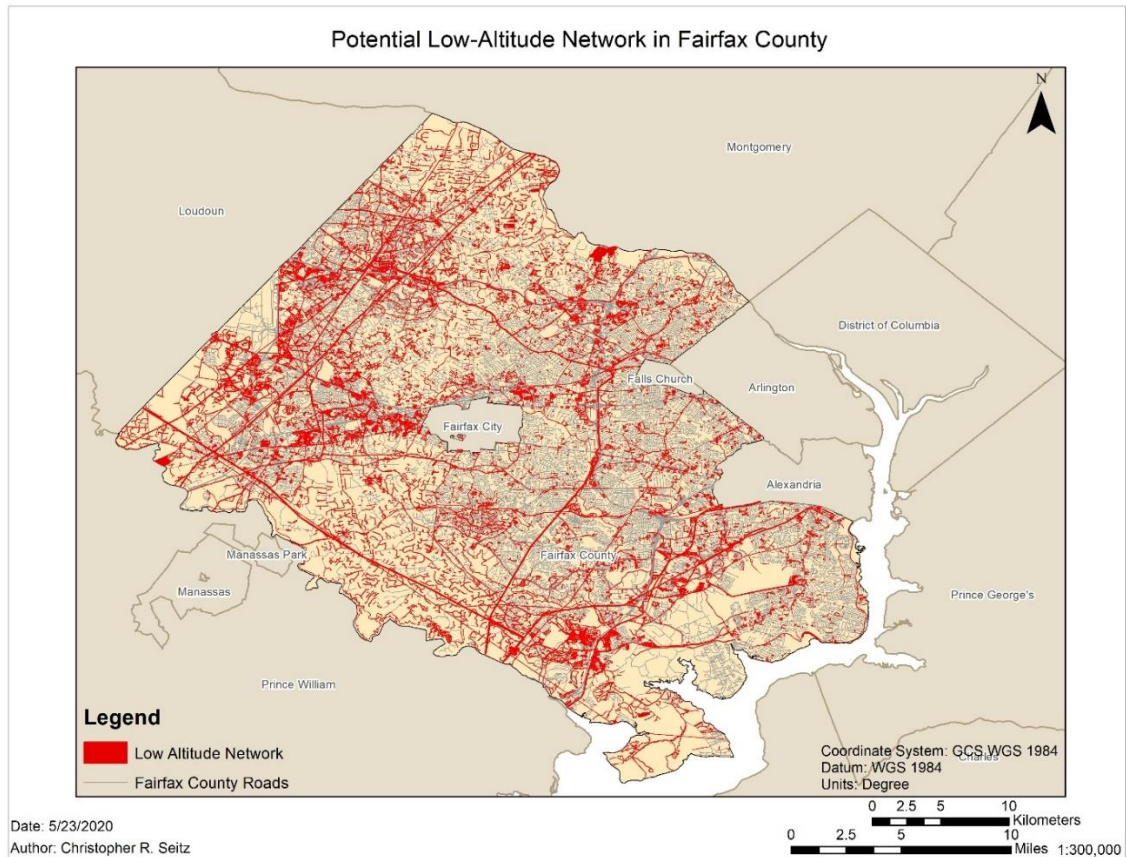 Potential Low-Altitude Network in Fairfax County
N
Montgomery
Loudoun
District of Columbia
Falls Church
Arlington
Fairfax City
Alexandria
Manassas Park
Fairfax County
Manassas
Prince George's
Prince William
Legend
Low Altitude Network
Fairfax County Roads
Coordinate System: GCS WGS 1984
Charles
Datum: WGS 1984
Units: Degree
0 2.5 5 10
Kilometers
0 2.5 5 10
Miles 1:300,000
Date: 5/23/2020
Author: Christopher R. Seitz